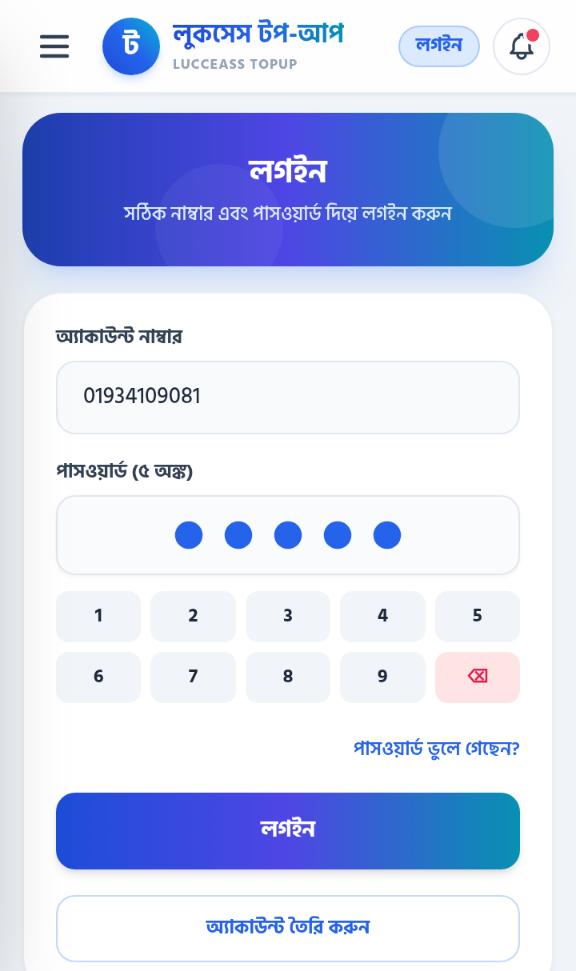 ট
লুকসেস টপ-আপ
LUCCEASS TOPUP
লগইন
লগইন
সঠিক নাম্বার এবং পাসওয়ার্ড দিয়ে লগইন করুন
অ্যাকাউন্ট নাম্বার
01934109081
পাসওয়ার্ড (৫ অঙ্ক)
1 2 3 4 5
6 7 8 9
পাসওয়ার্ড ভুলে গেছেন?
লগইন
অ্যাকাউন্ট তৈরি করুন